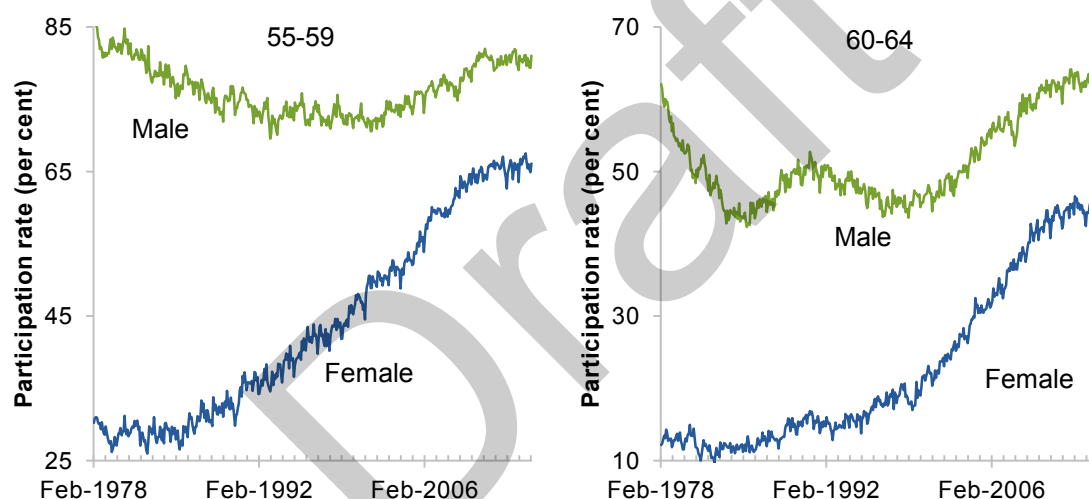 55-59
Participation rate (per cent)
85
65
45
25
Male
Female
Feb-1978
Feb-1992
Feb-2006
60-64
Participation rate (per cent)
70
50
30
10
Male
Female
Feb-1978
Feb-1992
Feb-2006
Draft